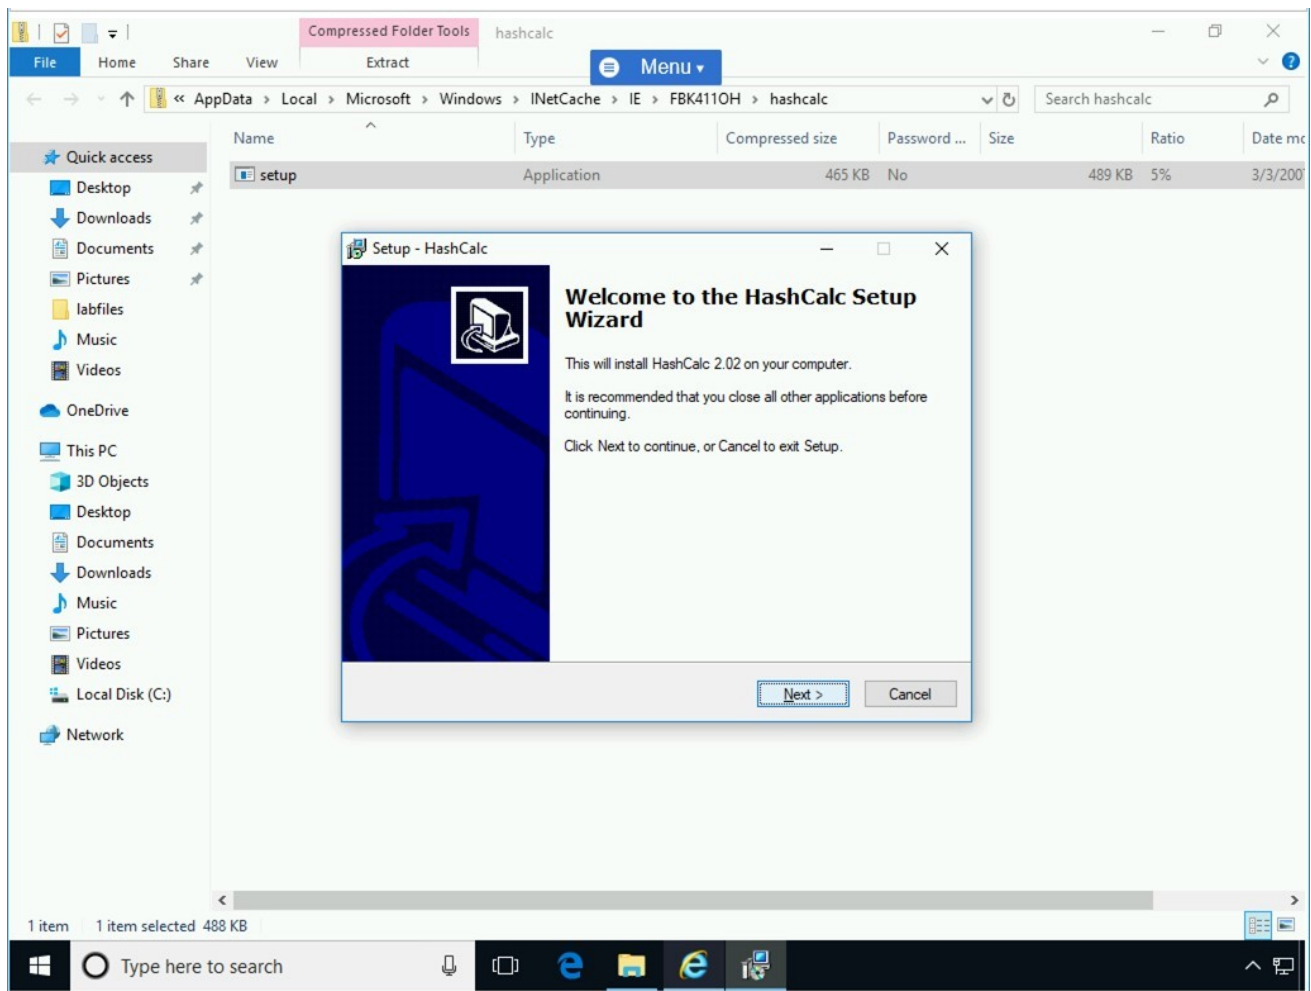 Compressed Folder Tools
hashcalc
File
Home
Share
View
Extract
Menu
« AppData > Local > Microsoft > Windows > INetCache > IE > FBK411OH > hashcalc
Search hashcalc
Name
Type
Compressed size
Password ...
Size
Ratio
Date mo
setup
Application
465 KB
No
489 KB
5%
3/3/200
Quick access
Desktop
Downloads
Documents
Pictures
labfiles
Music
Videos
OneDrive
This PC
3D Objects
Desktop
Documents
Downloads
Music
Pictures
Videos
Local Disk (C:)
Network
Setup - HashCalc
Welcome to the HashCalc Setup
Wizard
This will install HashCalc 2.02 on your computer.
It is recommended that you close all other applications before
continuing.
Click Next to continue, or Cancel to exit Setup.
Next >
Cancel
1 item
1 item selected 488 KB
Type here to search